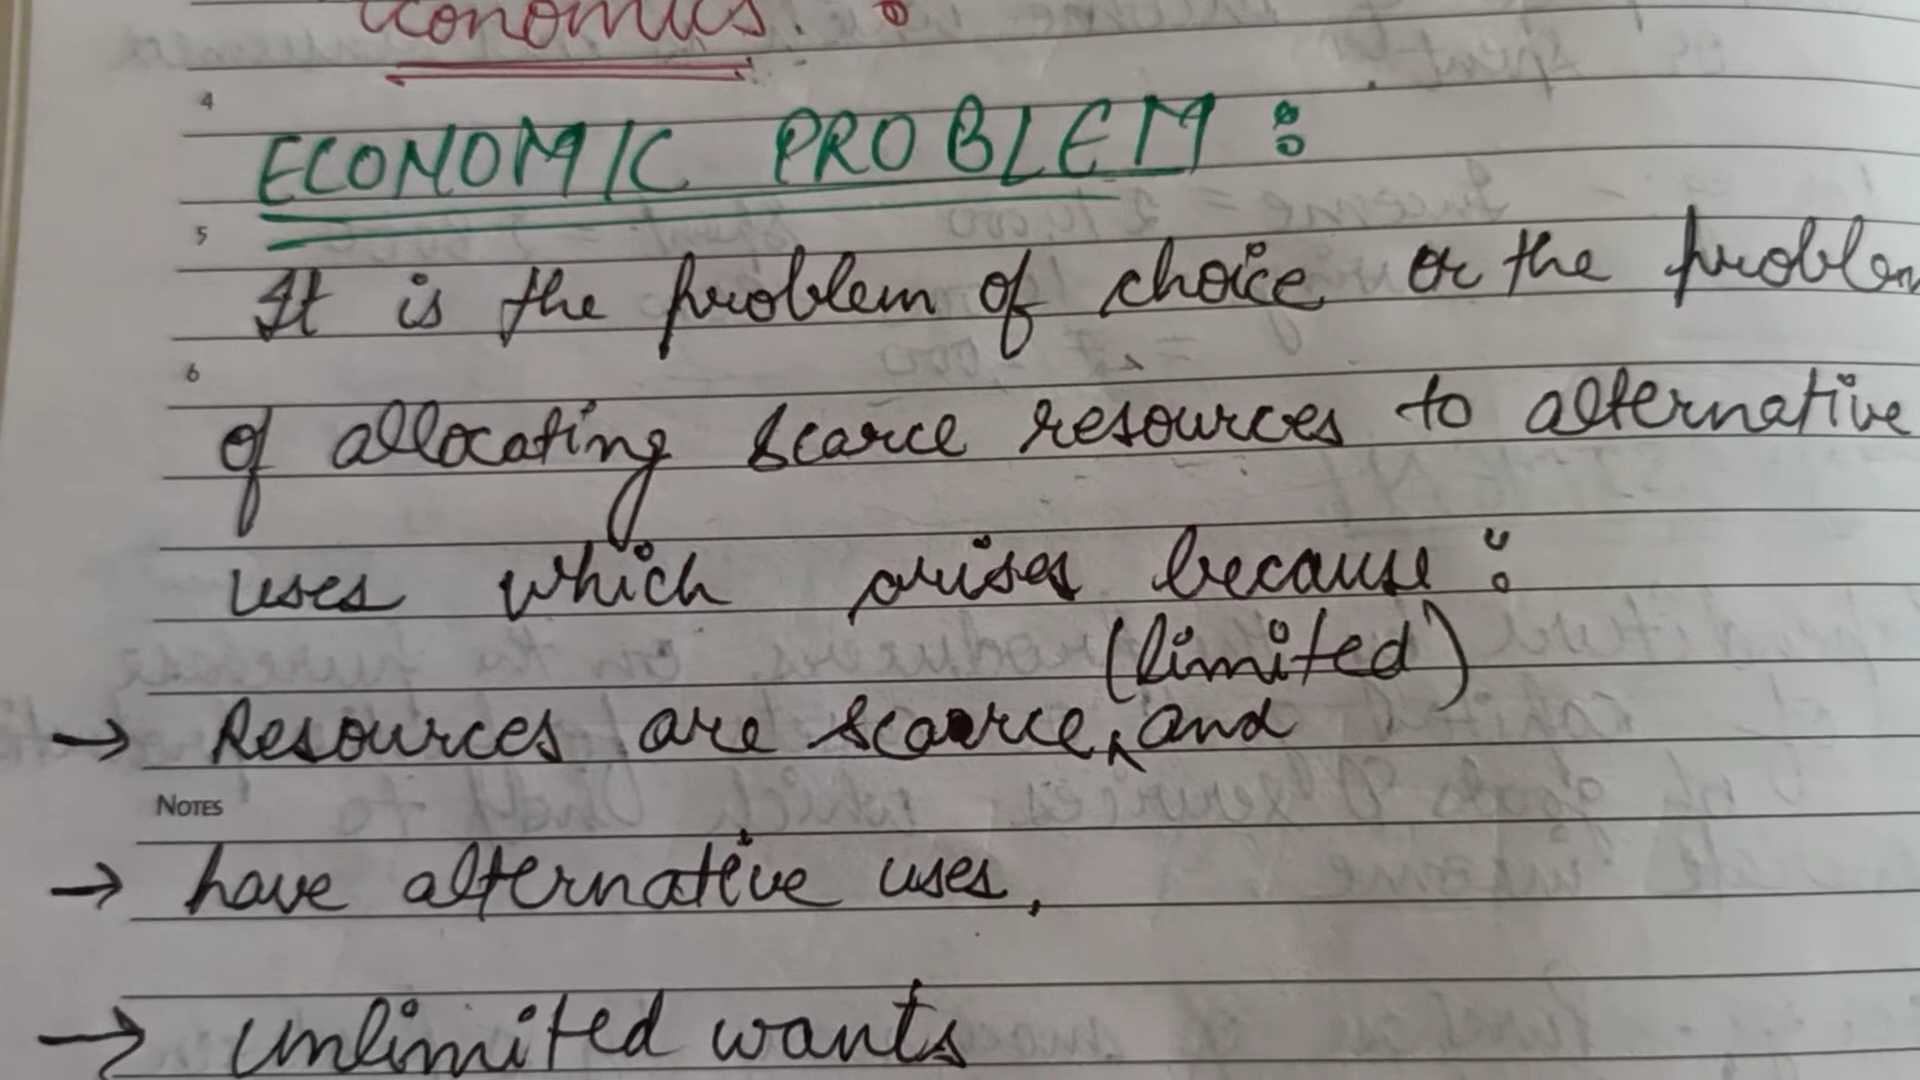 Economics :
4
ECONOMIC PROBLEM :
5
It is the problem of choice or the problem
6
of allocating scarce resources to alternative
uses which arises because :
(limited)
→ Resources are scarce, and
NOTES
→ have alternative uses,
→ unlimited wants